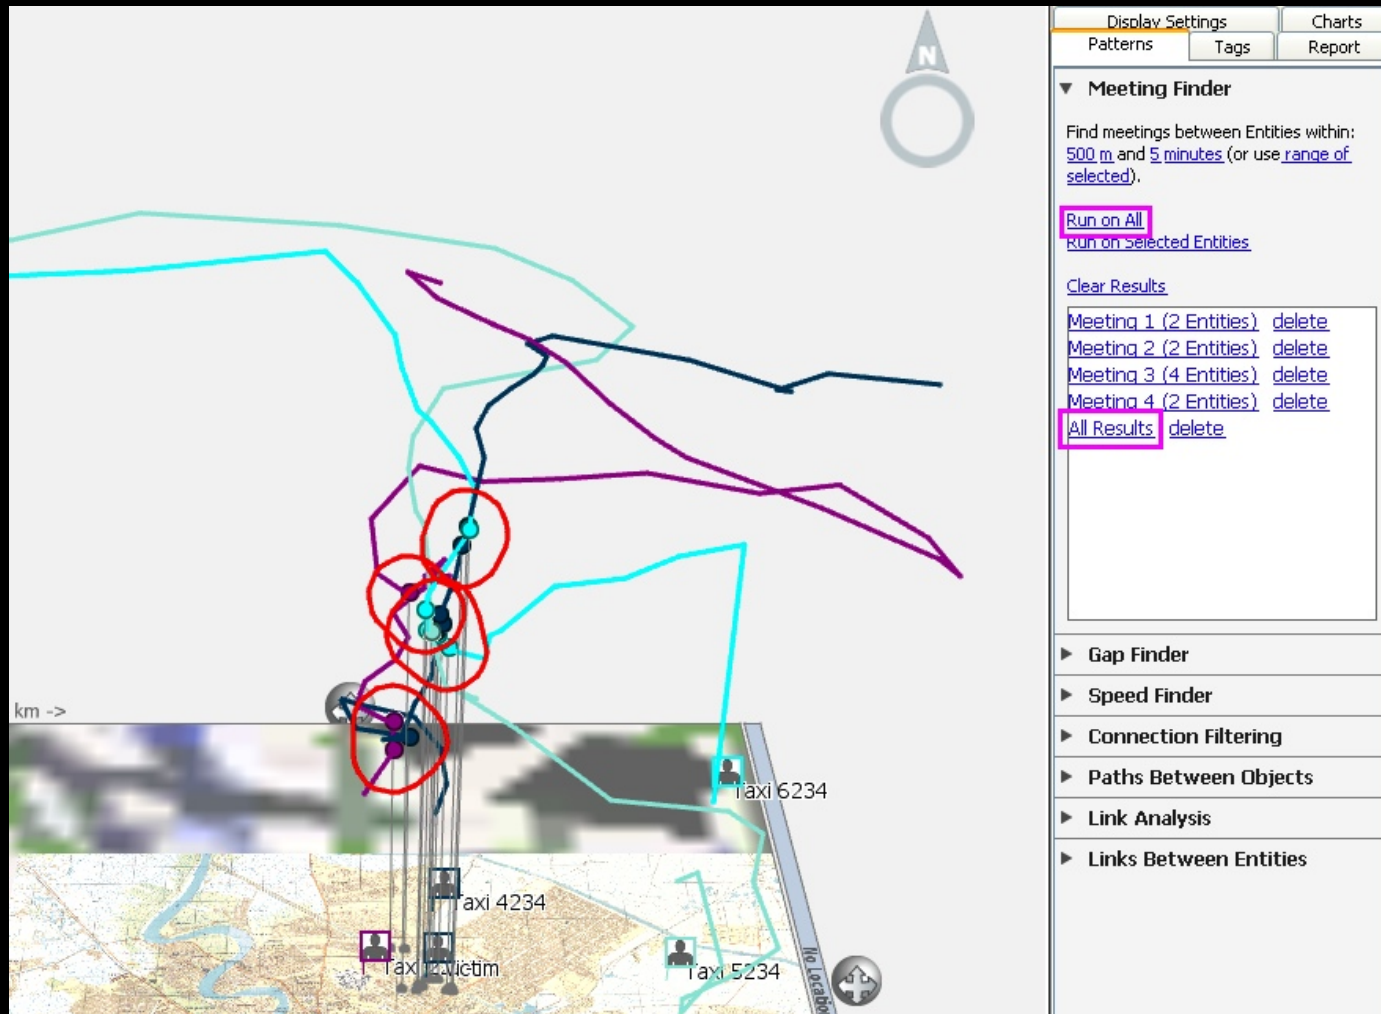 Display Settings
Charts
Patterns
Tags
Report
N
Meeting Finder
Find meetings between Entities within:
500 m and 5 minutes (or use range of
selected).
Run on All
Run on Selected Entities
Clear Results
Meeting 1 (2 Entities) delete
Meeting 2 (2 Entities) delete
Meeting 3 (4 Entities) delete
Meeting 4 (2 Entities) delete
All Results delete
Gap Finder
Speed Finder
Connection Filtering
Paths Between Objects
Link Analysis
Links Between Entities
km ->
Taxi 6234
Taxi 4234
victim
Taxi 5234
No Locatio